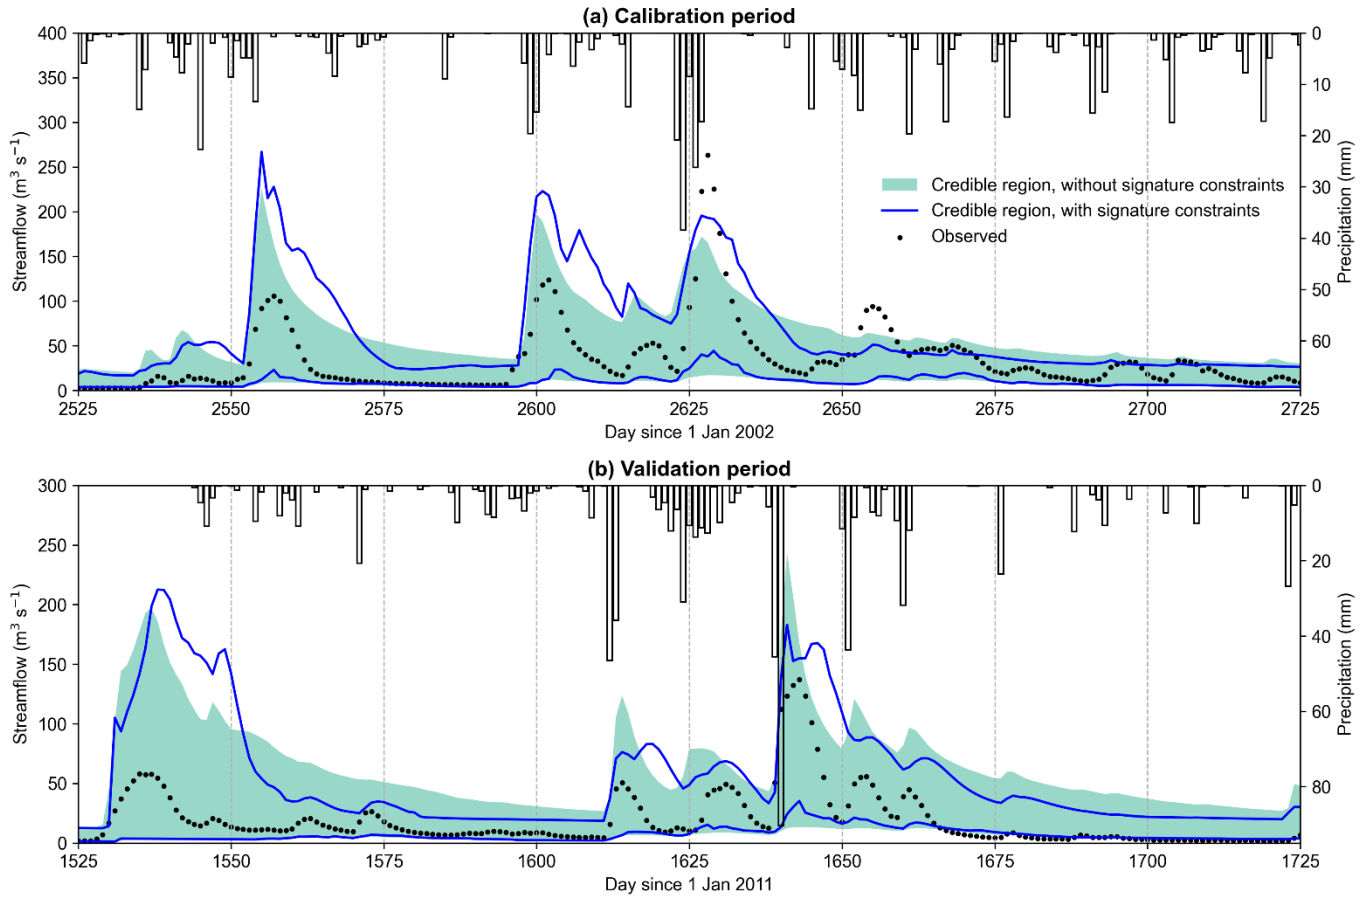 (a) Calibration period
400
350
300
250
200
150
100
50
0
Streamflow (m³ s⁻¹)
0
10
20
30
40
50
60
Precipitation (mm)
Credible region, without signature constraints
Credible region, with signature constraints
Observed
2525 2550 2575 2600 2625 2650 2675 2700 2725
Day since 1 Jan 2002
(b) Validation period
300
250
200
150
100
50
0
Streamflow (m³ s⁻¹)
0
20
40
60
80
Precipitation (mm)
1525 1550 1575 1600 1625 1650 1675 1700 1725
Day since 1 Jan 2011